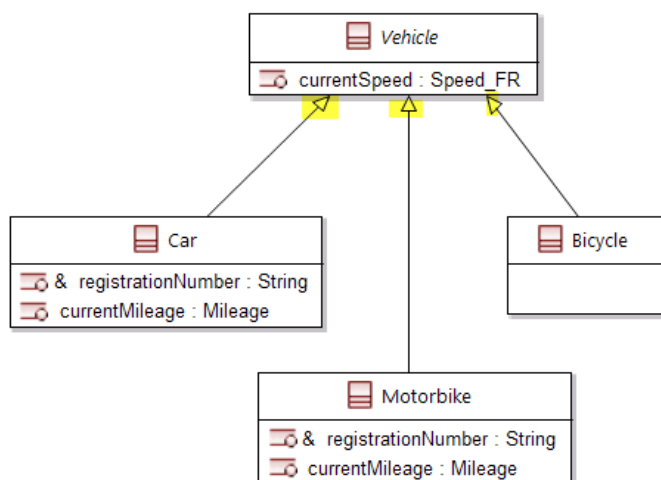 Vehicle
currentSpeed : Speed_FR
Car
& registrationNumber : String
currentMileage : Mileage
Bicycle
Motorbike
& registrationNumber : String
currentMileage : Mileage